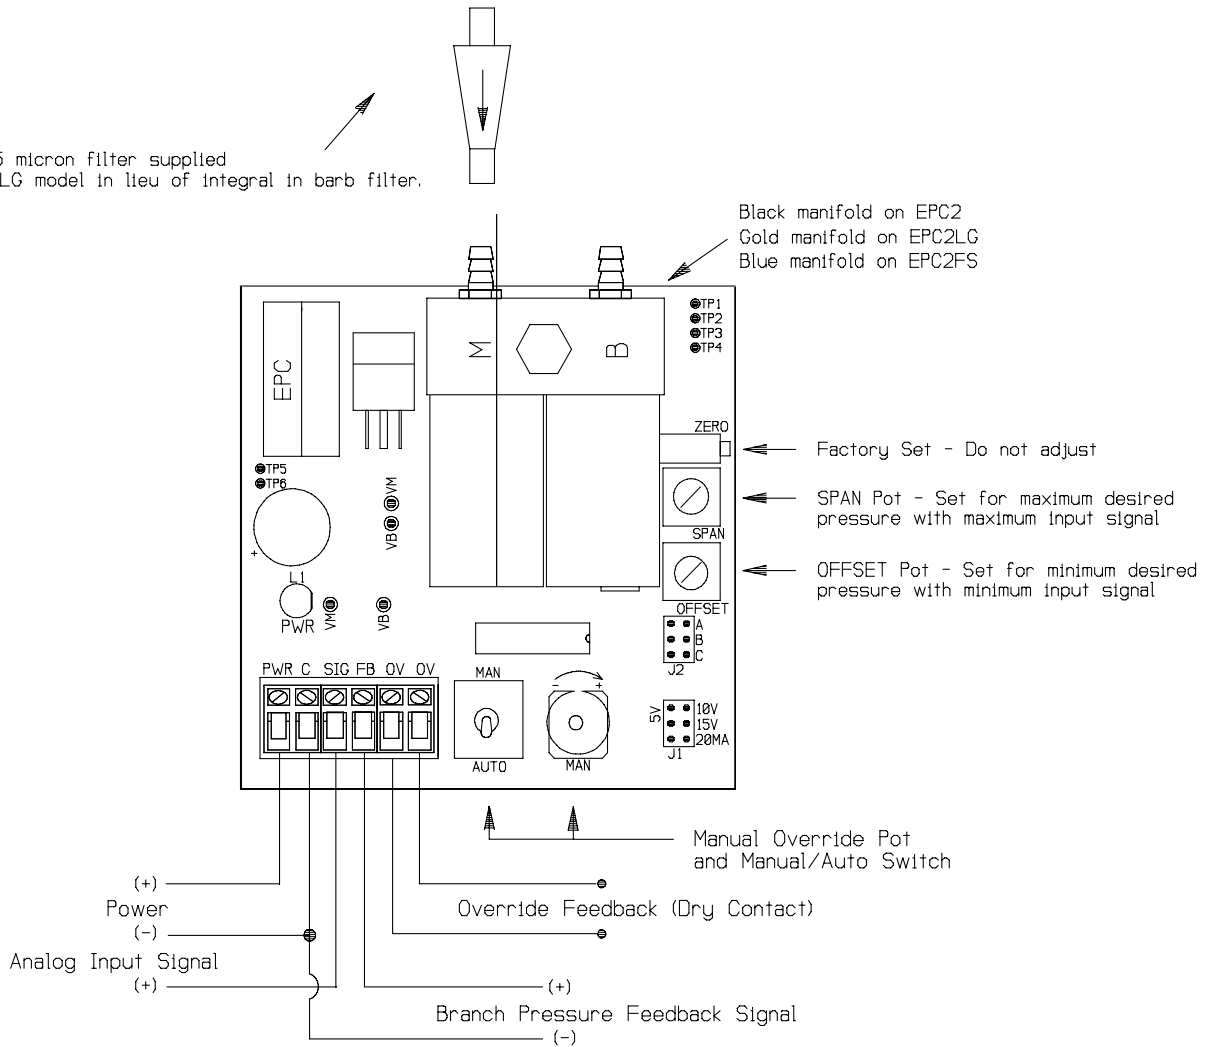 micron filter supplied
LG model in lieu of integral in barb filter.
Black manifold on EPC2
Gold manifold on EPC2LG
Blue manifold on EPC2FS
TP1
TP2
TP3
TP4
M
B
EPC
ZERO
Factory Set - Do not adjust
TP5
TP6
VM
VB
SPAN Pot - Set for maximum desired
pressure with maximum input signal
SPAN
+
L1
OFFSET Pot - Set for minimum desired
pressure with minimum input signal
OFFSET
PWR
VM
VB
A
B
C
J2
PWR C SIG FB OV OV
MAN
- +
5V
10V
15V
20MA
J1
AUTO
MAN
Manual Override Pot
and Manual/Auto Switch
(+)
Power
(-)
Override Feedback (Dry Contact)
Analog Input Signal
(+)
(+)
Branch Pressure Feedback Signal
(-)